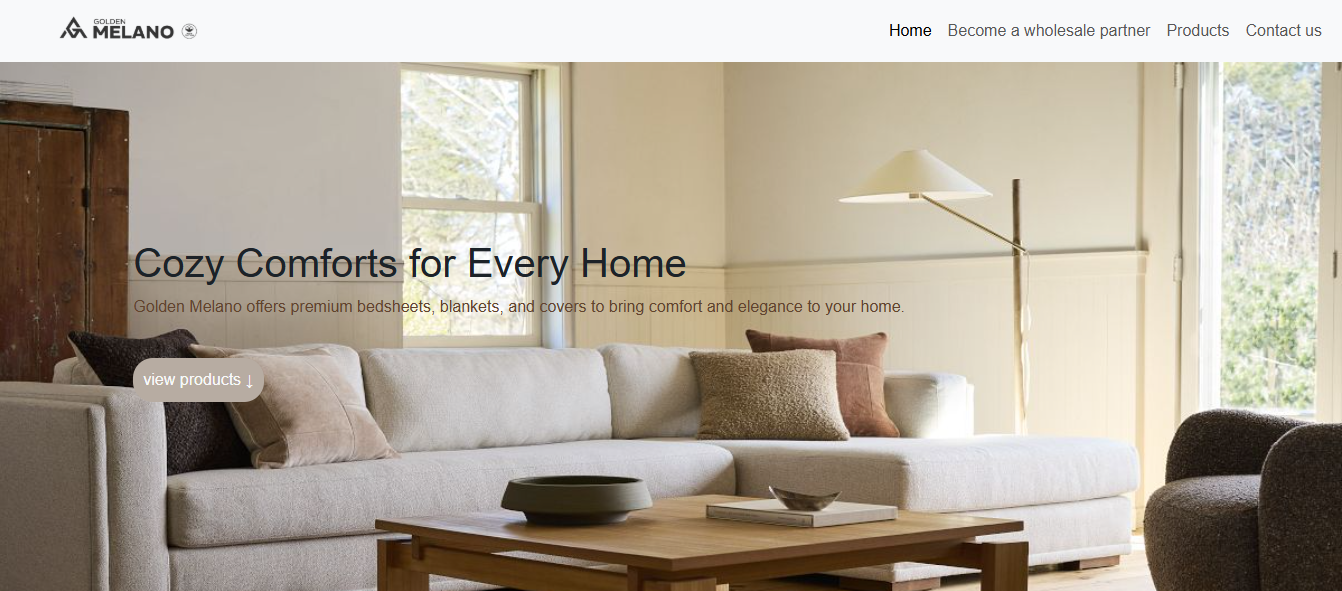 GOLDEN
MELANO
Home
Become a wholesale partner
Products
Contact us
Cozy Comforts for Every Home
Golden Melano offers premium bedsheets, blankets, and covers to bring comfort and elegance to your home.
view products ↓